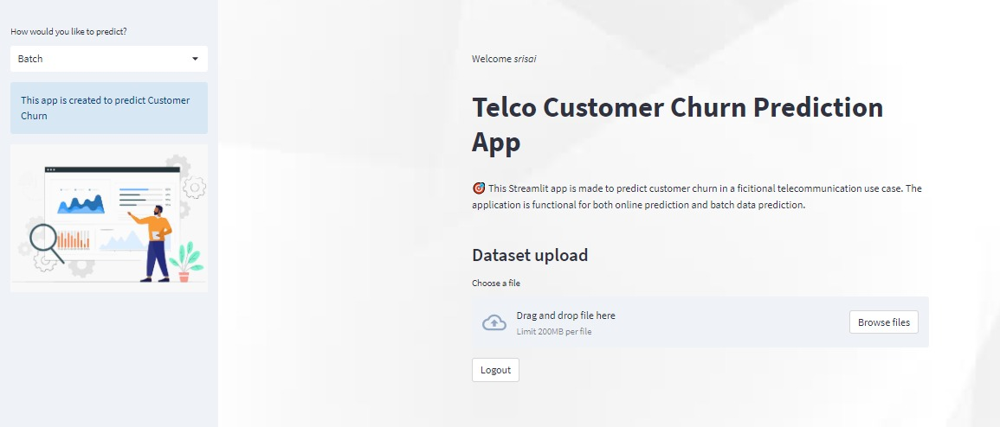 How would you like to predict?
Batch
This app is created to predict Customer
Churn
Welcome srisai
Telco Customer Churn Prediction
App
🎯 This Streamlit app is made to predict customer churn in a ficitional telecommunication use case. The
application is functional for both online prediction and batch data prediction.
Dataset upload
Choose a file
Drag and drop file here
Limit 200MB per file
Browse files
Logout